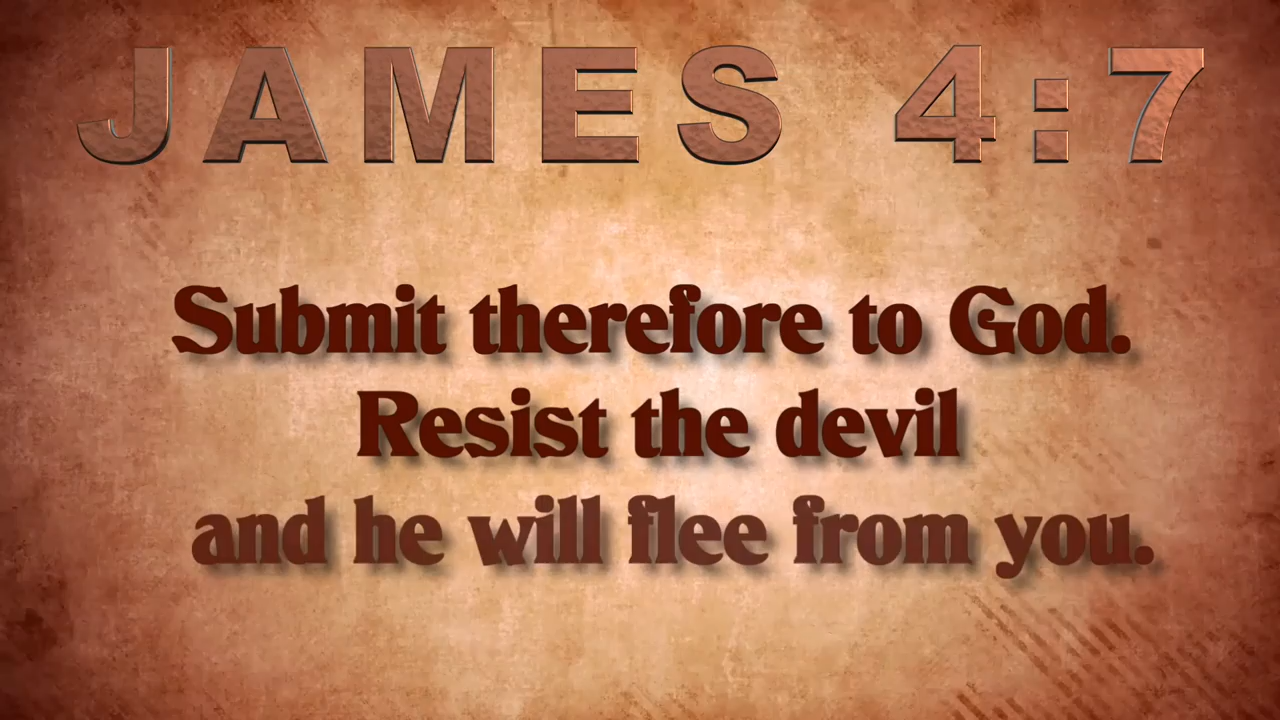 JAMES 4:7
Submit therefore to God.
Resist the devil
and he will flee from you.